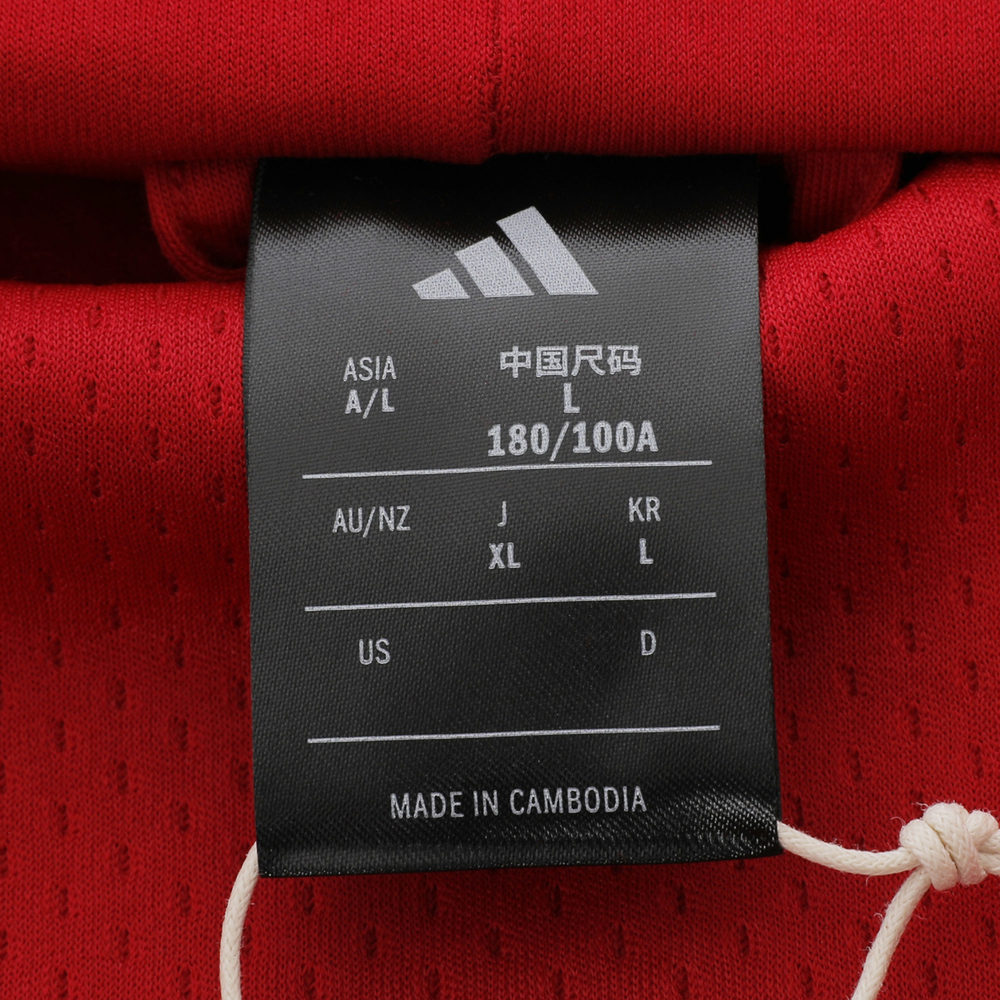 ASIA 中国尺码
A/L L
180/100A
AU/NZ J KR
XL L
US D
MADE IN CAMBODIA